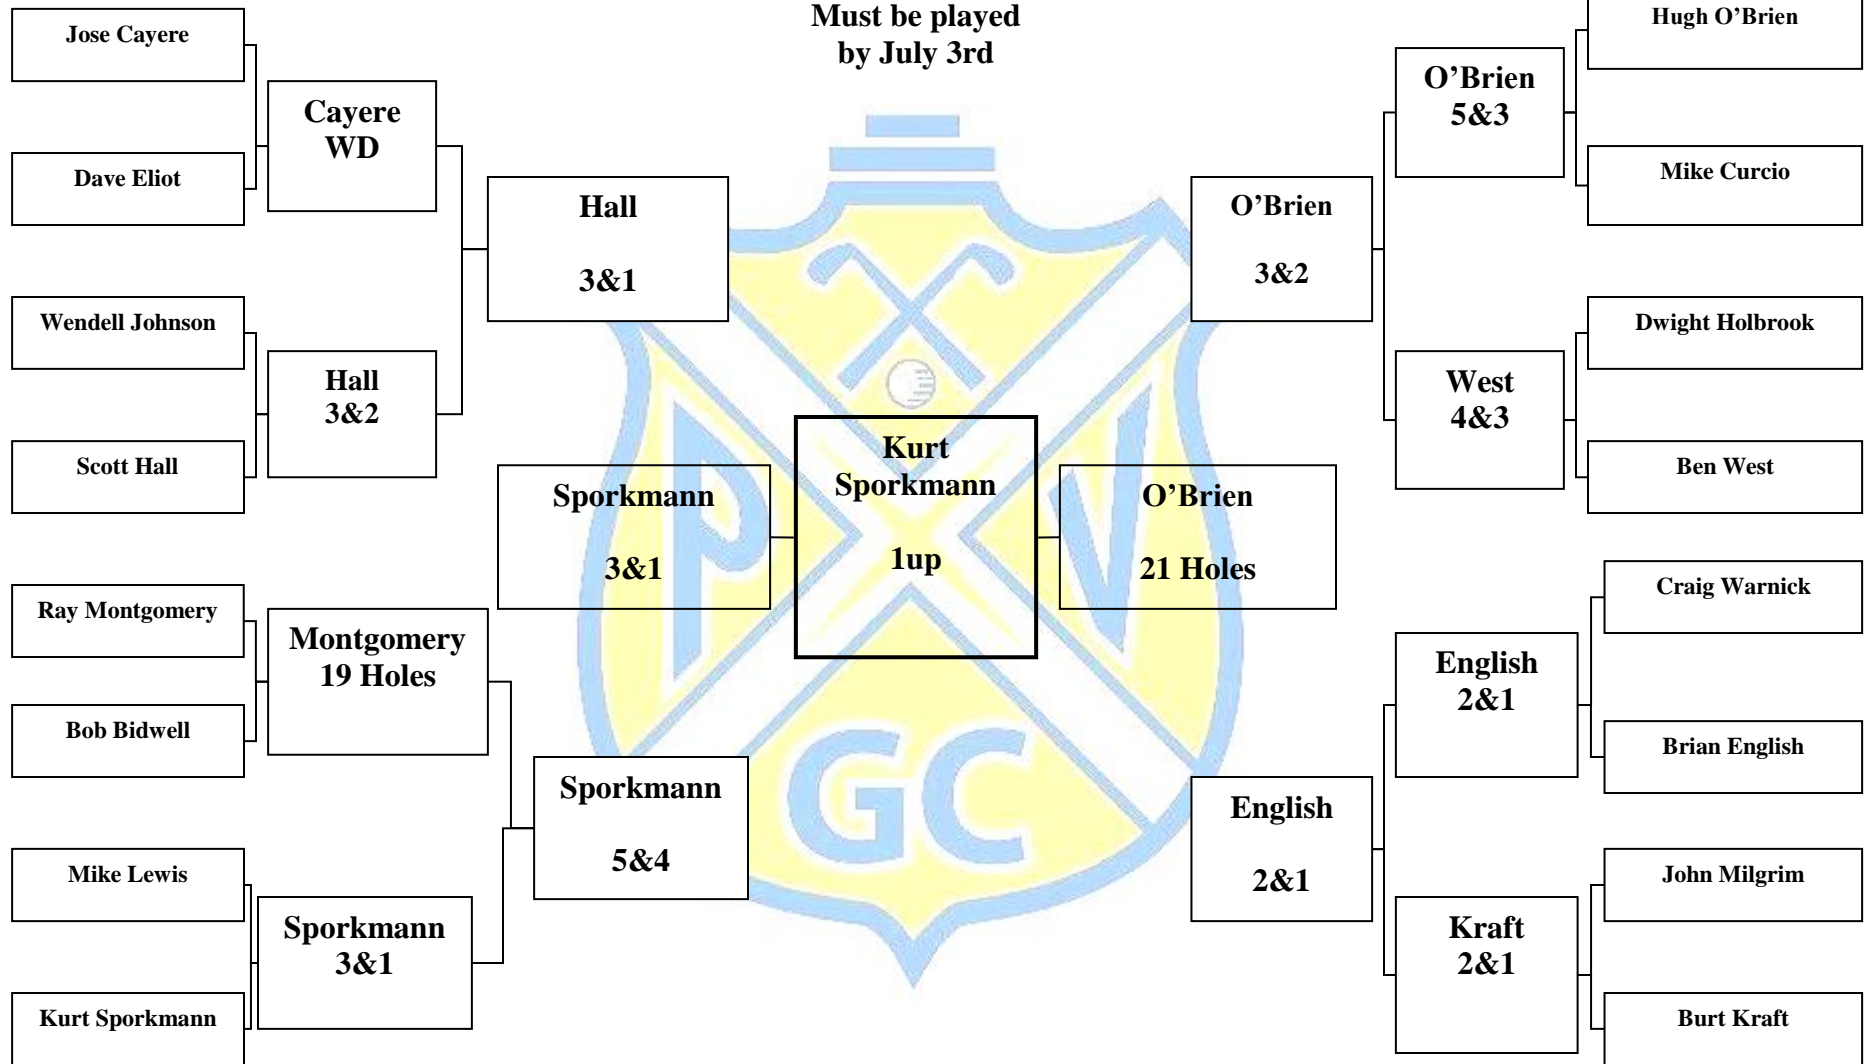 Must be played
by July 3rd
Jose Cayere
Dave Eliot
Wendell Johnson
Scott Hall
Ray Montgomery
Bob Bidwell
Mike Lewis
Kurt Sporkmann
Cayere
WD
Hall
3&2
Montgomery
19 Holes
Sporkmann
3&1
Hall
3&1
Sporkmann
5&4
Sporkmann
3&1
Kurt
Sporkmann
1up
O’Brien
21 Holes
O’Brien
3&2
English
2&1
O’Brien
5&3
West
4&3
English
2&1
Kraft
2&1
Hugh O’Brien
Mike Curcio
Dwight Holbrook
Ben West
Craig Warnick
Brian English
John Milgrim
Burt Kraft
P V
GC